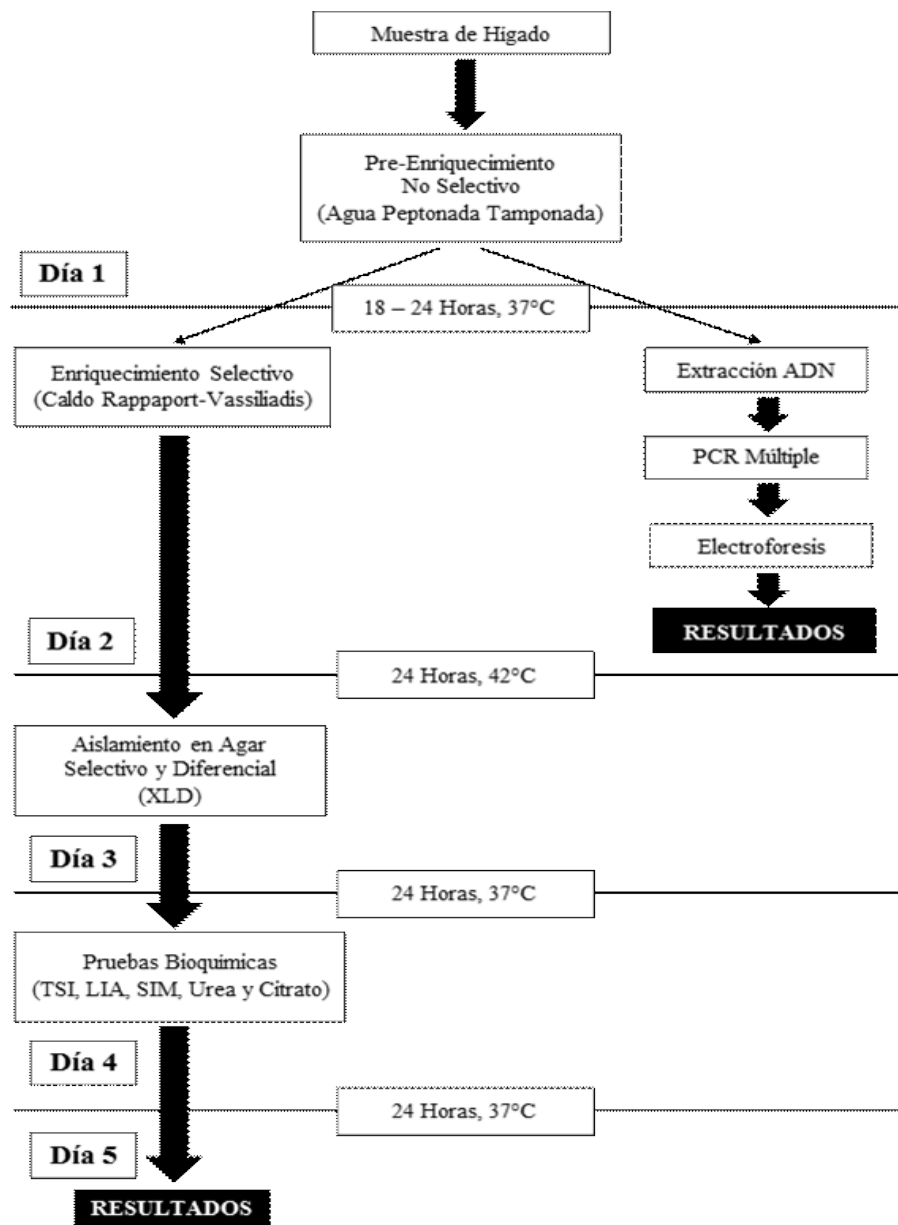 Muestra de Hígado
Pre-Enriquecimiento
No Selectivo
(Agua Peptonada Tamponada)
Día 1
18 – 24 Horas, 37°C
Enriquecimiento Selectivo
(Caldo Rappaport-Vassiliadis)
Extracción ADN
PCR Múltiple
Electroforesis
RESULTADOS
Día 2
24 Horas, 42°C
Aislamiento en Agar
Selectivo y Diferencial
(XLD)
Día 3
24 Horas, 37°C
Pruebas Bioquimicas
(TSI, LIA, SIM, Urea y Citrato)
Día 4
24 Horas, 37°C
Día 5
RESULTADOS